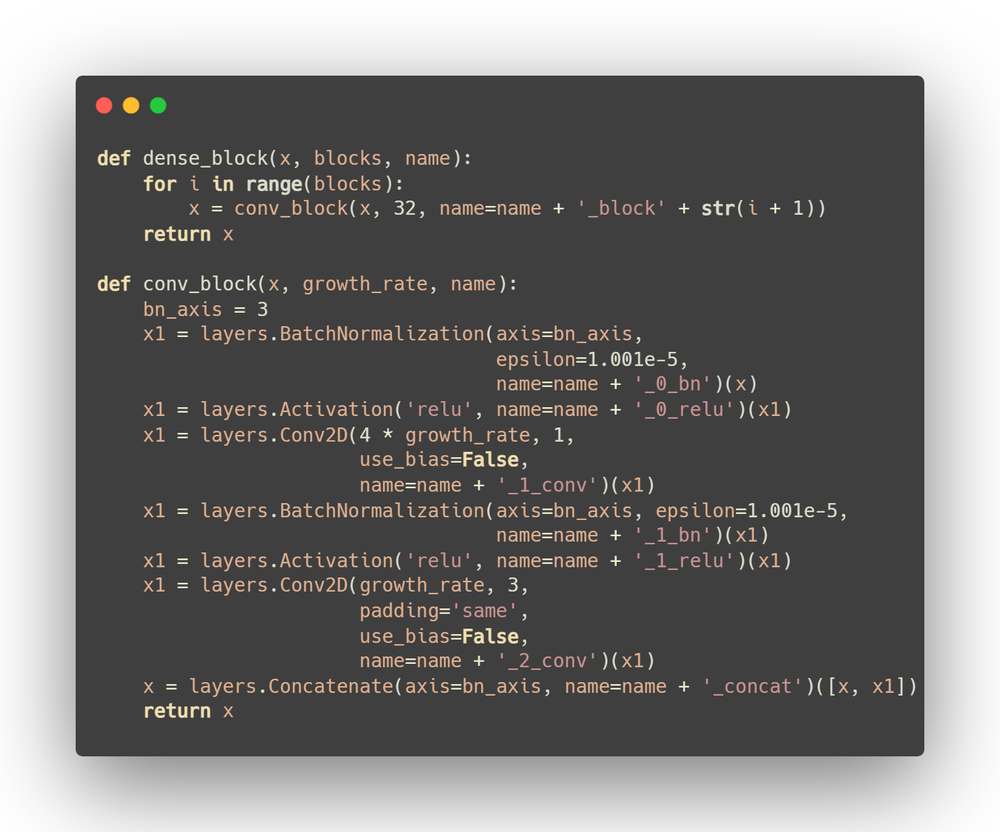 def dense_block(x, blocks, name):
    for i in range(blocks):
        x = conv_block(x, 32, name=name + '_block' + str(i + 1))
    return x

def conv_block(x, growth_rate, name):
    bn_axis = 3
    x1 = layers.BatchNormalization(axis=bn_axis,
                                   epsilon=1.001e-5,
                                   name=name + '_0_bn')(x)
    x1 = layers.Activation('relu', name=name + '_0_relu')(x1)
    x1 = layers.Conv2D(4 * growth_rate, 1,
                       use_bias=False,
                       name=name + '_1_conv')(x1)
    x1 = layers.BatchNormalization(axis=bn_axis, epsilon=1.001e-5,
                                   name=name + '_1_bn')(x1)
    x1 = layers.Activation('relu', name=name + '_1_relu')(x1)
    x1 = layers.Conv2D(growth_rate, 3,
                       padding='same',
                       use_bias=False,
                       name=name + '_2_conv')(x1)
    x = layers.Concatenate(axis=bn_axis, name=name + '_concat')([x, x1])
    return x